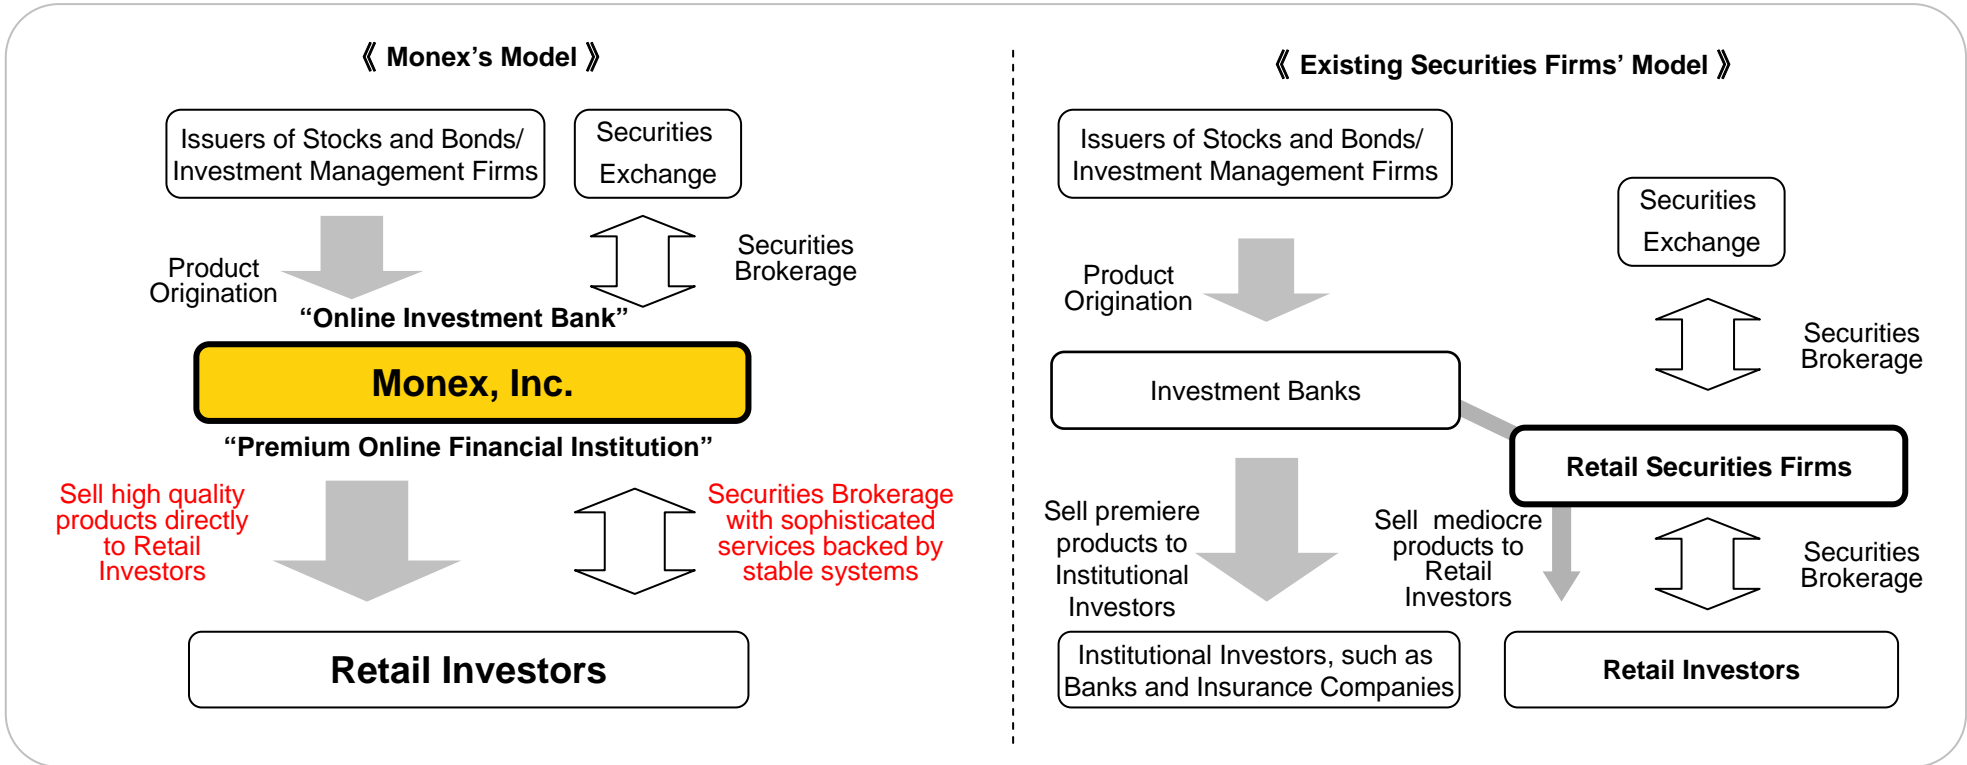 《 Monex’s Model 》
Issuers of Stocks and Bonds/
Investment Management Firms
Securities
Exchange
Product
Origination
Securities
Brokerage
“Online Investment Bank”
Monex, Inc.
“Premium Online Financial Institution”
Sell high quality
products directly
to Retail
Investors
Securities Brokerage
with sophisticated
services backed by
stable systems
Retail Investors
《 Existing Securities Firms’ Model 》
Issuers of Stocks and Bonds/
Investment Management Firms
Securities
Exchange
Product
Origination
Securities
Brokerage
Investment Banks
Retail Securities Firms
Sell premiere
products to
Institutional
Investors
Sell mediocre
products to
Retail
Investors
Securities
Brokerage
Institutional Investors, such as
Banks and Insurance Companies
Retail Investors